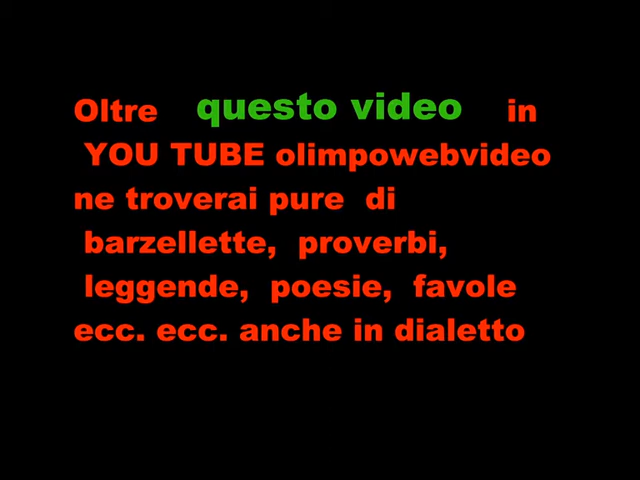 Oltre questo video in
YOU TUBE olimpowebvideo
ne troverai pure di
barzellette, proverbi,
leggende, poesie, favole
ecc. ecc. anche in dialetto